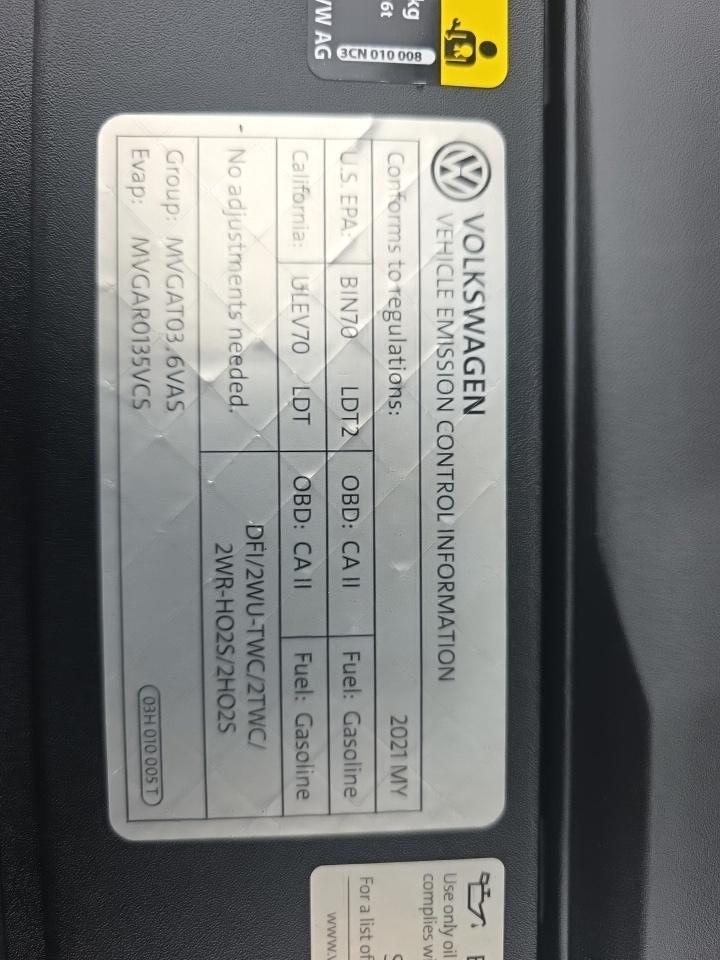 kg
6t
VW AG
3CN 010 008
VOLKSWAGEN
VEHICLE EMISSION CONTROL INFORMATION
Conforms to regulations: 2021 MY
U.S. EPA: BIN70 LDT2 OBD: CA II Fuel: Gasoline
California: ULEV70 LDT OBD: CA II Fuel: Gasoline
No adjustments needed.
DFI/2WU-TWC/2TWC/
2WR-HO2S/2HO2S
Group: MVGAT03.6VAS
Evap: MVGAR0135VCS
03H 010 005 T
Use only oil
complies wi
For a list of
www.v